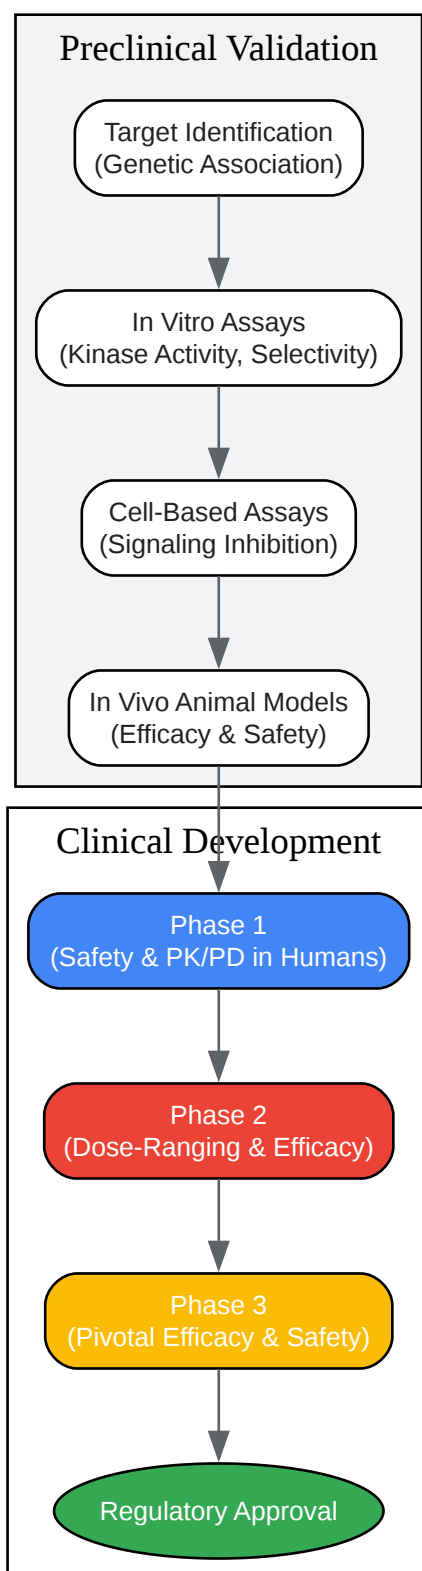 Preclinical Validation
Target Identification
(Genetic Association)
In Vitro Assays
(Kinase Activity, Selectivity)
Cell-Based Assays
(Signaling Inhibition)
In Vivo Animal Models
(Efficacy & Safety)
Clinical Development
Phase 1
(Safety & PK/PD in Humans)
Phase 2
(Dose-Ranging & Efficacy)
Phase 3
(Pivotal Efficacy & Safety)
Regulatory Approval